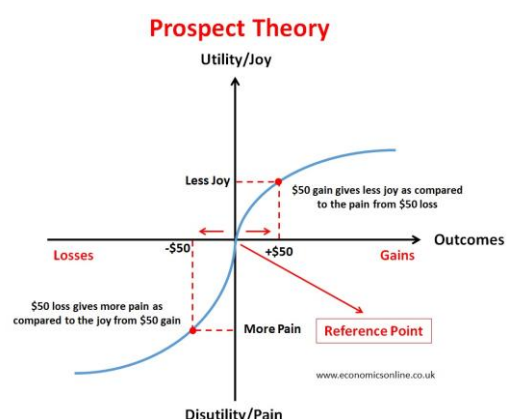 Prospect Theory
Utility/Joy
Less Joy
$50 gain gives less joy as compared
to the pain from $50 loss
-$50
+$50
Outcomes
Losses
Gains
$50 loss gives more pain as
compared to the joy from $50 gain
More Pain
Reference Point
www.economicsonline.co.uk
Disutility/Pain